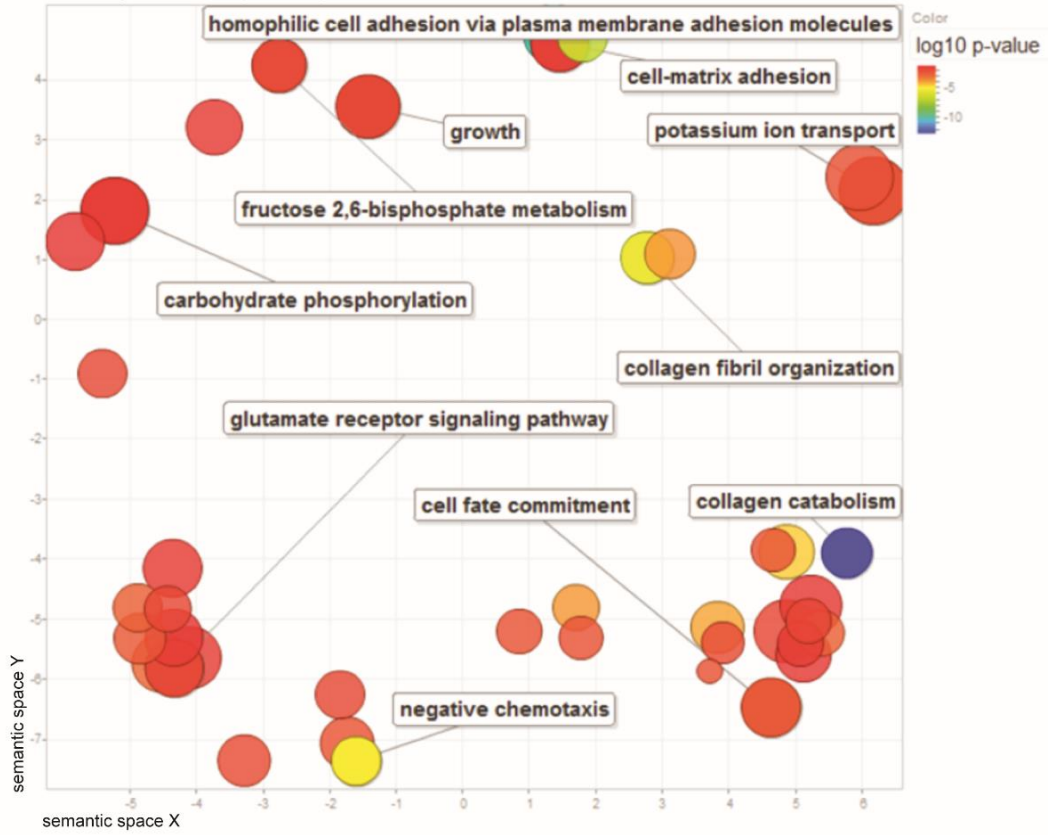 homophilic cell adhesion via plasma membrane adhesion molecules
Color
log10 p-value
-5
-10
cell-matrix adhesion
potassium ion transport
growth
fructose 2,6-bisphosphate metabolism
carbohydrate phosphorylation
collagen fibril organization
glutamate receptor signaling pathway
cell fate commitment
collagen catabolism
negative chemotaxis
4
3
2
1
0
-1
-2
-3
-4
-5
-6
-7
semantic space Y
-5 -4 -3 -2 -1 0 1 2 3 4 5 6
semantic space X